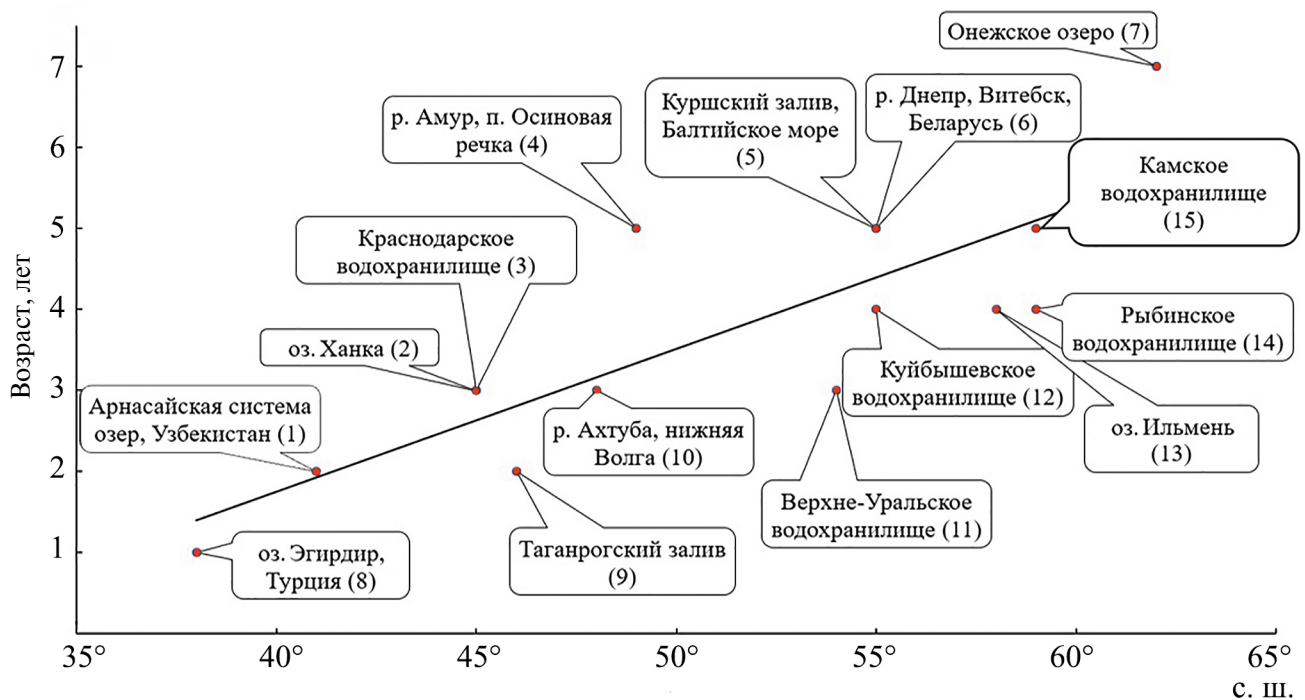 Онежское озеро (7)
7
р. Амур, п. Осиновая
речка (4)
Куршский залив,
Балтийское море
(5)
р. Днепр, Витебск,
Беларусь (6)
6
Камское
водохранилище
(15)
5
Краснодарское
водохранилище (3)
оз. Ханка (2)
4
Рыбинское
водохранилище (14)
Возраст, лет
3
Арнасайская система
озер, Узбекистан (1)
Куйбышевское
водохранилище (12)
р. Ахтуба, нижняя
Волга (10)
оз. Ильмень
(13)
2
Верхне-Уральское
водохранилище (11)
1
оз. Эгирдир,
Турция (8)
Таганрогский залив
(9)
35° 40° 45° 50° 55° 60° 65°
с. ш.